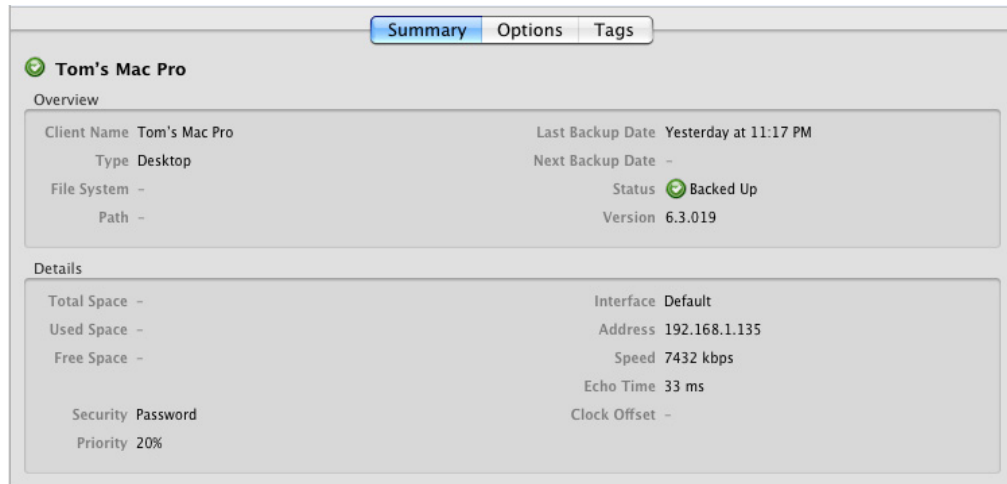 Summary Options Tags
Tom's Mac Pro
Overview
Client Name Tom's Mac Pro Last Backup Date Yesterday at 11:17 PM
Type Desktop Next Backup Date -
File System - Status Backed Up
Path - Version 6.3.019
Details
Total Space - Interface Default
Used Space - Address 192.168.1.135
Free Space - Speed 7432 kbps
Echo Time 33 ms
Security Password Clock Offset -
Priority 20%